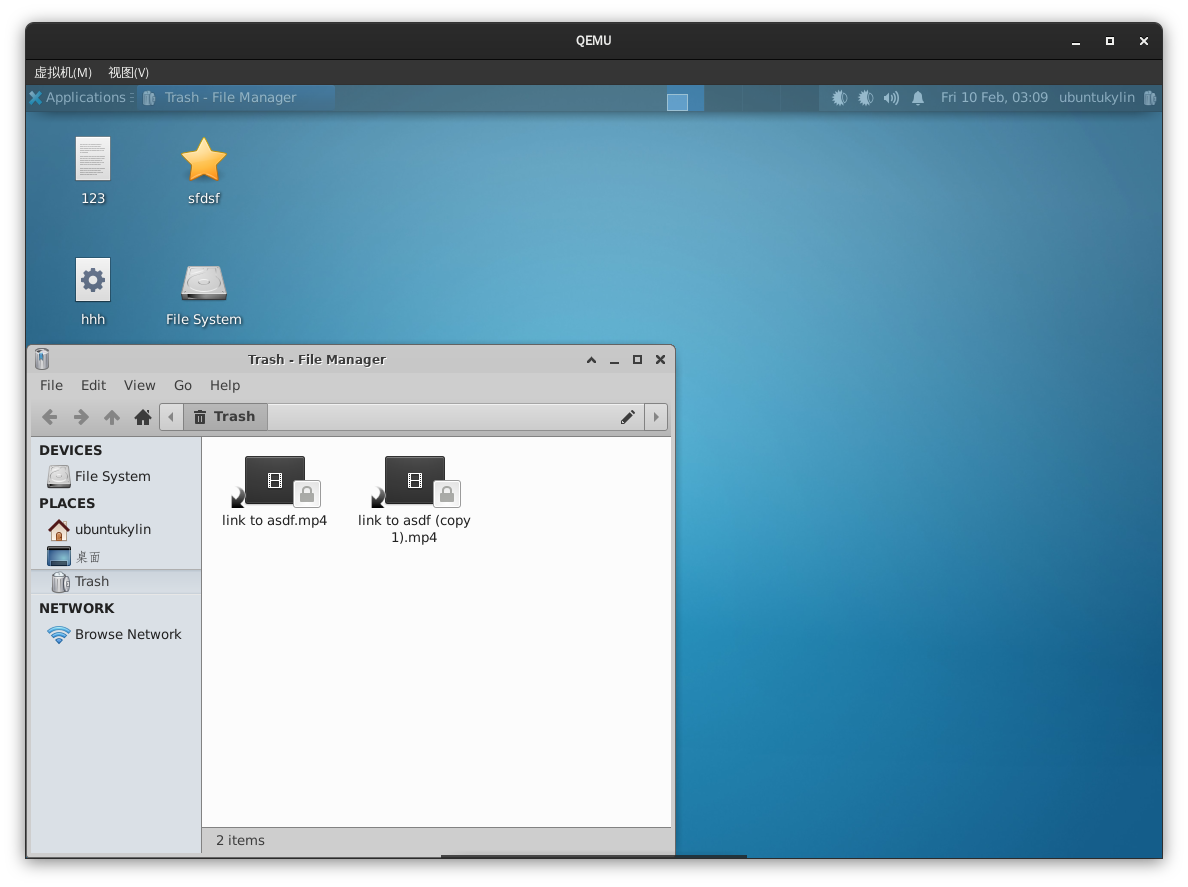 QEMU
虚拟机(M) 视图(V)
Applications Trash - File Manager Fri 10 Feb, 03:09 ubuntukylin
123 sfdsf
hhh File System
Trash - File Manager
File Edit View Go Help
Trash
DEVICES
File System
PLACES
ubuntukylin
桌面
Trash
NETWORK
Browse Network
link to asdf.mp4
link to asdf (copy
1).mp4
2 items